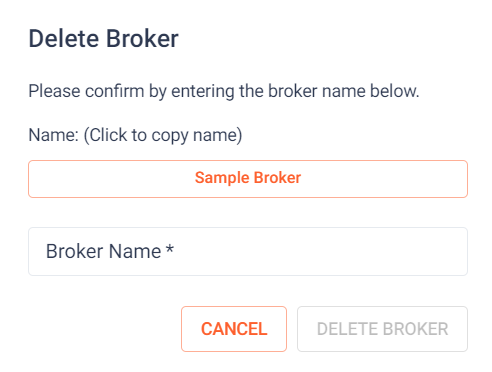 Delete Broker
Please confirm by entering the broker name below.
Name: (Click to copy name)
Sample Broker
Broker Name *
CANCEL
DELETE BROKER